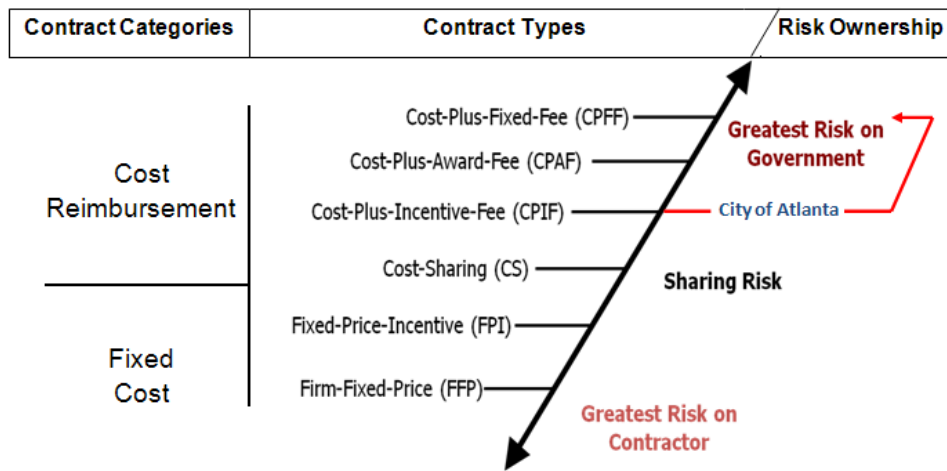 Contract Categories
Contract Types
Risk Ownership
Cost-Plus-Fixed-Fee (CPFF)
Greatest Risk on
Government
Cost-Plus-Award-Fee (CPAF)
Cost
Reimbursement
Cost-Plus-Incentive-Fee (CPIF)
City of Atlanta
Cost-Sharing (CS)
Sharing Risk
Fixed-Price-Incentive (FPI)
Fixed
Cost
Firm-Fixed-Price (FFP)
Greatest Risk on
Contractor